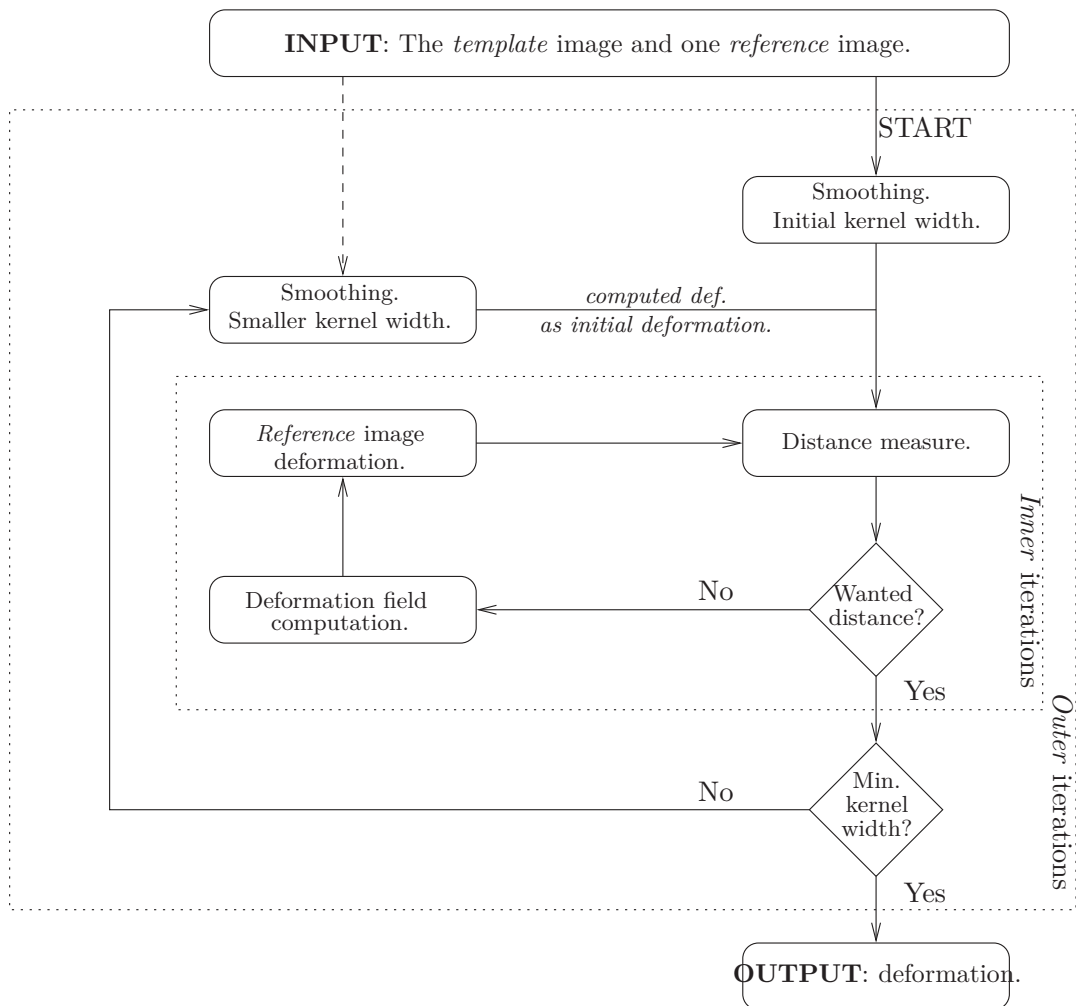 INPUT: The template image and one reference image.
START
Smoothing.
Initial kernel width.
Smoothing.
Smaller kernel width.
computed def.
as initial deformation.
Reference image
deformation.
Distance measure.
Inner iterations
Deformation field
computation.
No
Wanted
distance?
Yes
Outer iterations
No
Min.
kernel
width?
Yes
OUTPUT: deformation.